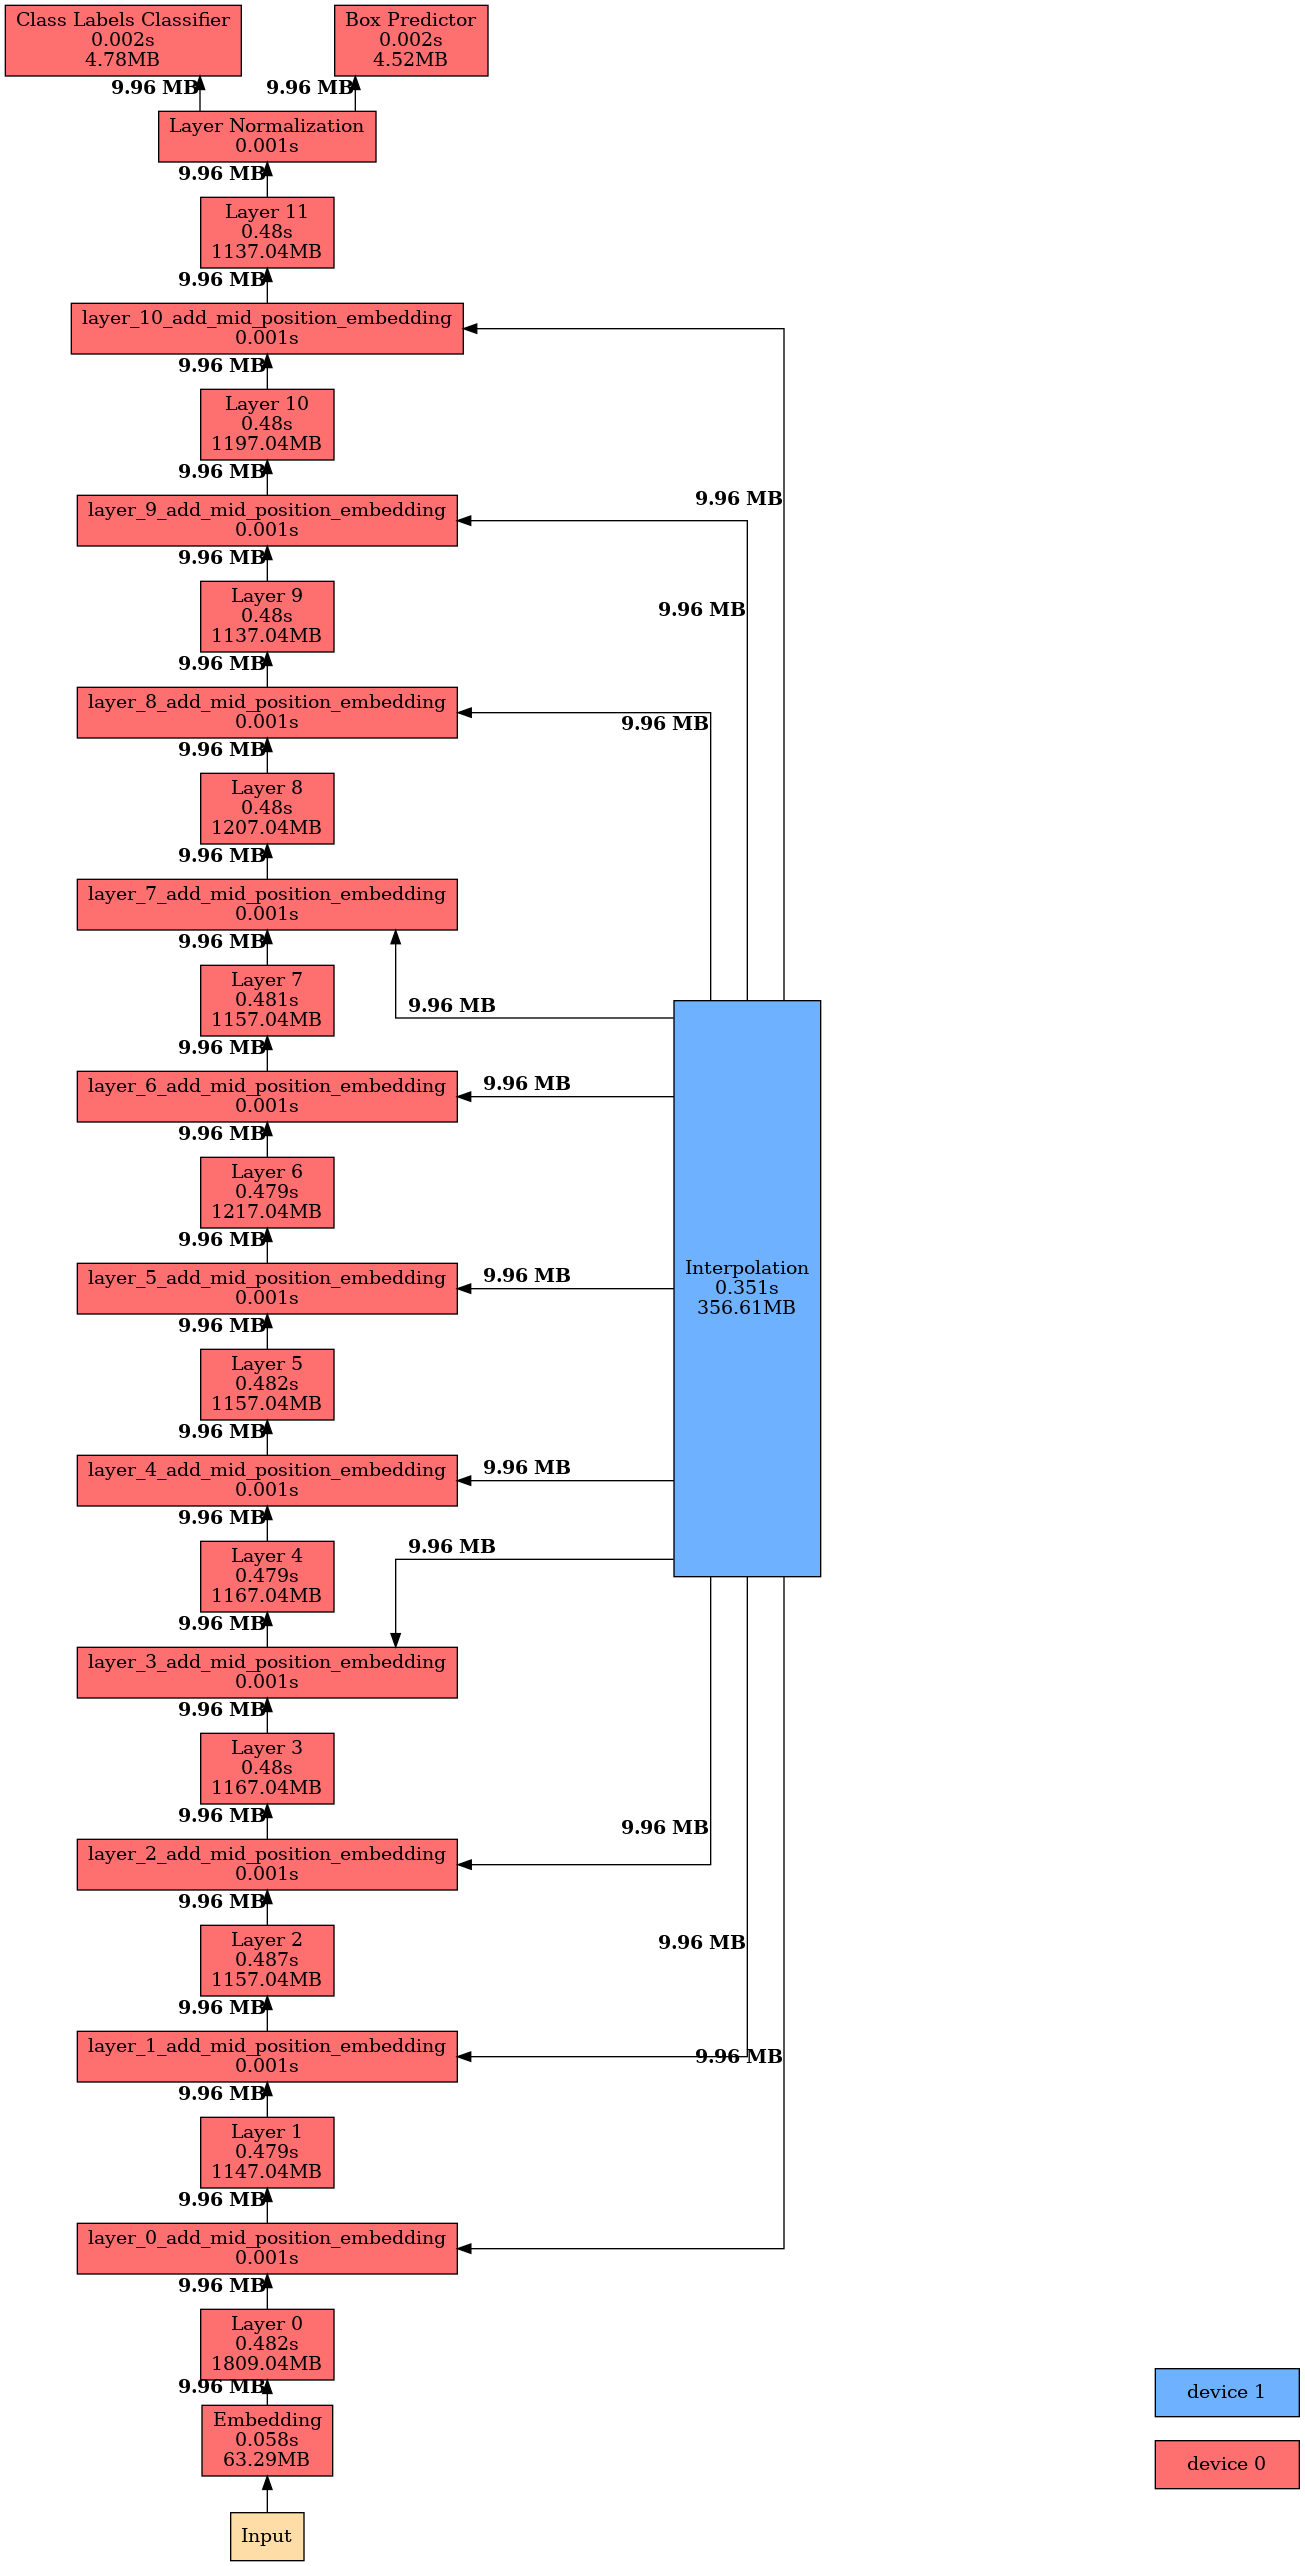 Class Labels Classifier
0.002s
4.78MB
Box Predictor
0.002s
4.52MB
9.96 MB
9.96 MB
Layer Normalization
0.001s
9.96 MB
Layer 11
0.48s
1137.04MB
9.96 MB
layer_10_add_mid_position_embedding
0.001s
9.96 MB
Layer 10
0.48s
1197.04MB
9.96 MB
9.96 MB
layer_9_add_mid_position_embedding
0.001s
9.96 MB
Layer 9
0.48s
1137.04MB
9.96 MB
9.96 MB
layer_8_add_mid_position_embedding
0.001s
9.96 MB
9.96 MB
Layer 8
0.48s
1207.04MB
9.96 MB
layer_7_add_mid_position_embedding
0.001s
9.96 MB
Layer 7
0.481s
1157.04MB
9.96 MB
9.96 MB
layer_6_add_mid_position_embedding
0.001s
9.96 MB
9.96 MB
Layer 6
0.479s
1217.04MB
9.96 MB
layer_5_add_mid_position_embedding
0.001s
9.96 MB
Interpolation
0.351s
356.61MB
9.96 MB
Layer 5
0.482s
1157.04MB
9.96 MB
layer_4_add_mid_position_embedding
0.001s
9.96 MB
9.96 MB
Layer 4
0.479s
1167.04MB
9.96 MB
9.96 MB
layer_3_add_mid_position_embedding
0.001s
9.96 MB
Layer 3
0.48s
1167.04MB
9.96 MB
9.96 MB
layer_2_add_mid_position_embedding
0.001s
9.96 MB
Layer 2
0.487s
1157.04MB
9.96 MB
9.96 MB
layer_1_add_mid_position_embedding
0.001s
9.96 MB
9.96 MB
Layer 1
0.479s
1147.04MB
9.96 MB
layer_0_add_mid_position_embedding
0.001s
9.96 MB
Layer 0
0.482s
1809.04MB
9.96 MB
Embedding
0.058s
63.29MB
Input
device 1
device 0